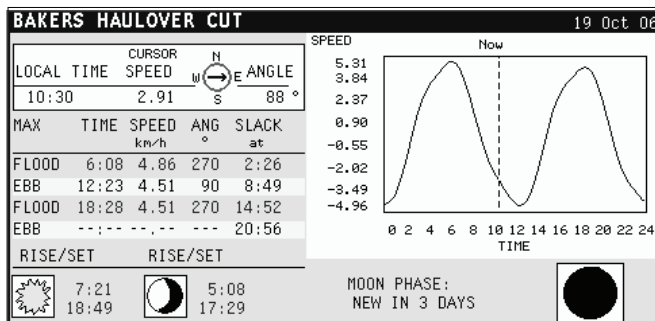 BAKERS HAULOVER CUT 19 Oct 06
CURSOR
LOCAL TIME SPEED ANGLE
N
W E
S
10:30 2.91 88 °
MAX TIME SPEED ANG SLACK
km/h ° at
FLOOD 6:08 4.86 270 2:26
EBB 12:23 4.51 90 8:49
FLOOD 18:28 4.51 270 14:52
EBB --:-- --.-- --- 20:56
RISE/SET RISE/SET
7:21 5:08
18:49 17:29
SPEED Now
5.31
3.84
2.37
0.90
-0.55
-2.02
-3.49
-4.96
0 2 4 6 8 10 12 14 16 18 20 22 24
TIME
MOON PHASE:
NEW IN 3 DAYS